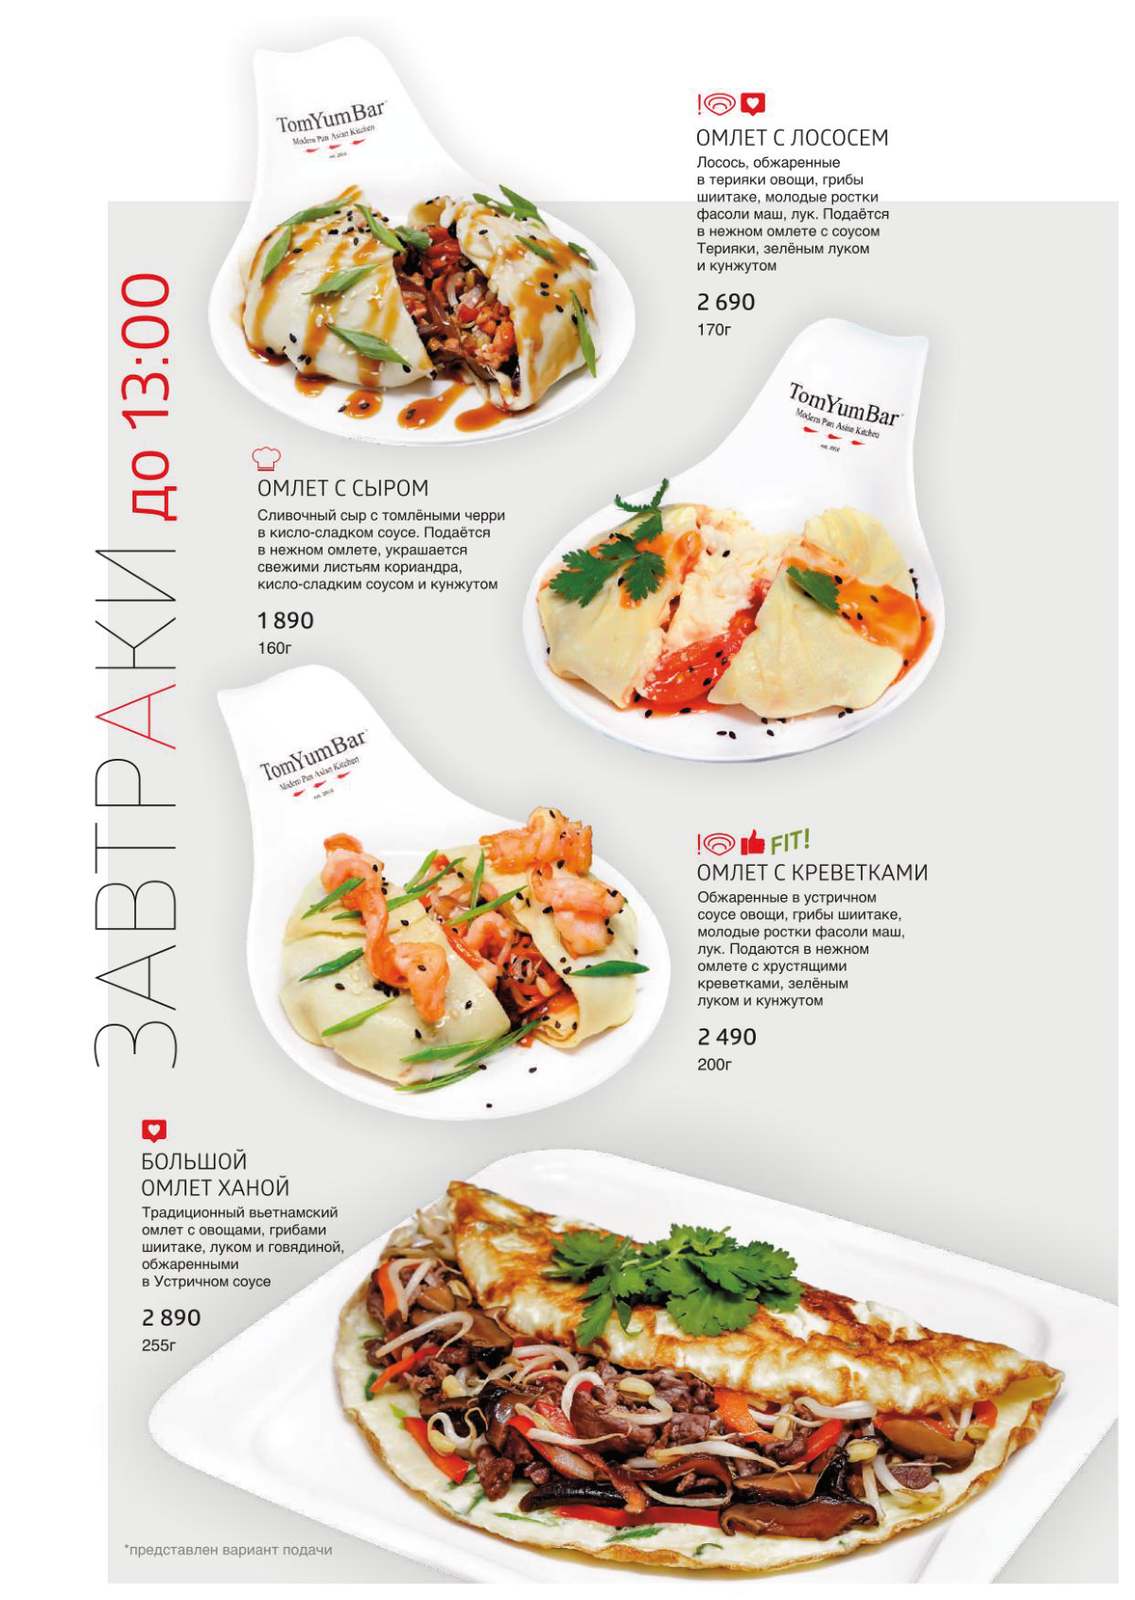 TomYumBar
Modern Pan Asian Kitchen
ОМЛЕТ С ЛОСОСЕМ
Лосось, обжаренные
в терияки овощи, грибы
шиитаке, молодые ростки
фасоли маш, лук. Подаётся
в нежном омлете с соусом
Терияки, зелёным луком
и кунжутом
2 690
170г
ЗАВТРАКИ до 13:00
TomYumBar
Modern Pan Asian Kitchen
ОМЛЕТ С СЫРОМ
Сливочный сыр с томлёными черри
в кисло-сладком соусе. Подаётся
в нежном омлете, украшается
свежими листьям кориандра,
кисло-сладким соусом и кунжутом
1 890
160г
TomYumBar
Modern Pan Asian Kitchen
FIT!
ОМЛЕТ С КРЕВЕТКАМИ
Обжаренные в устричном
соусе овощи, грибы шиитаке,
молодые ростки фасоли маш,
лук. Подаются в нежном
омлете с хрустящими
креветками, зелёным
луком и кунжутом
2 490
200г
БОЛЬШОЙ
ОМЛЕТ ХАНОЙ
Традиционный вьетнамский
омлет с овощами, грибами
шиитаке, луком и говядиной,
обжаренными
в Устричном соусе
2 890
255г
*представлен вариант подачи